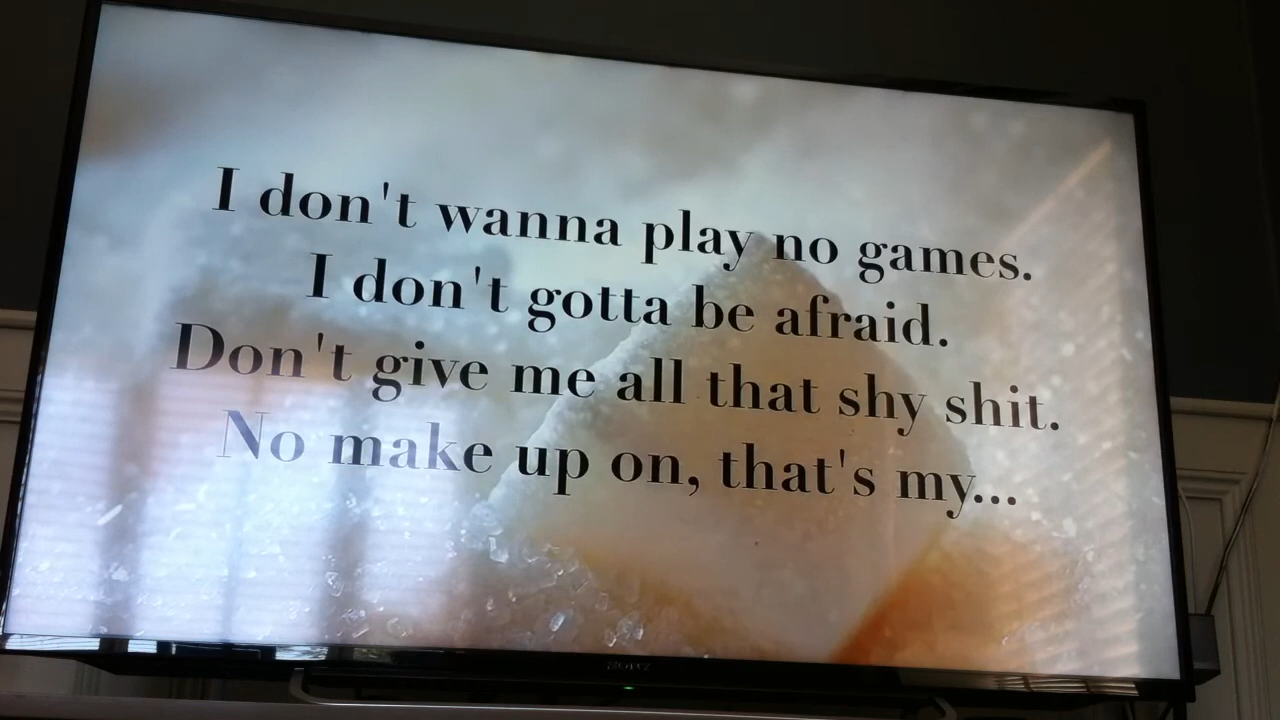 I don't wanna play no games.
I don't gotta be afraid.
Don't give me all that shy shit.
No make up on, that's my...
SONY